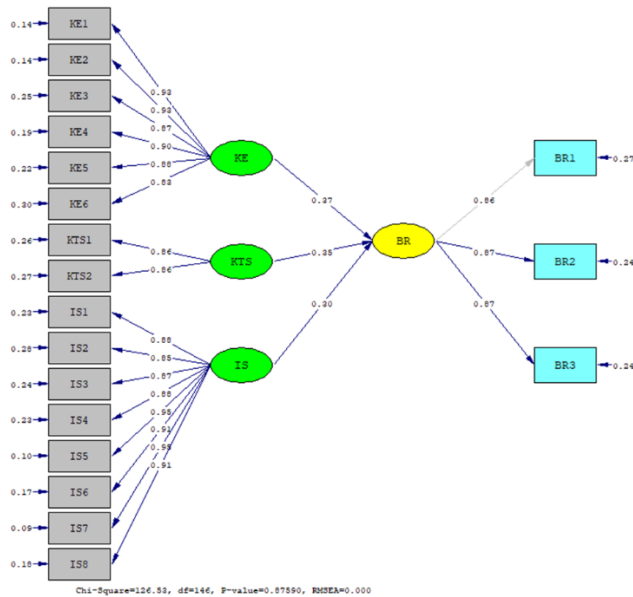 0.14 KE1
0.14 KE2
0.25 KE3
0.19 KE4
0.22 KE5
0.30 KE6
0.26 KTS1
0.27 KTS2
0.23 IS1
0.28 IS2
0.24 IS3
0.23 IS4
0.10 IS5
0.17 IS6
0.09 IS7
0.18 IS8
0.93
0.93
0.87
0.90
0.88
0.83
0.86
0.86
0.88
0.85
0.87
0.88
0.95
0.91
0.95
0.91
KE
KTS
IS
0.37
0.35
0.30
BR
0.86
0.87
0.87
BR1 0.27
BR2 0.24
BR3 0.24
Chi-Square=126.53, df=146, P-value=0.87590, RMSEA=0.000